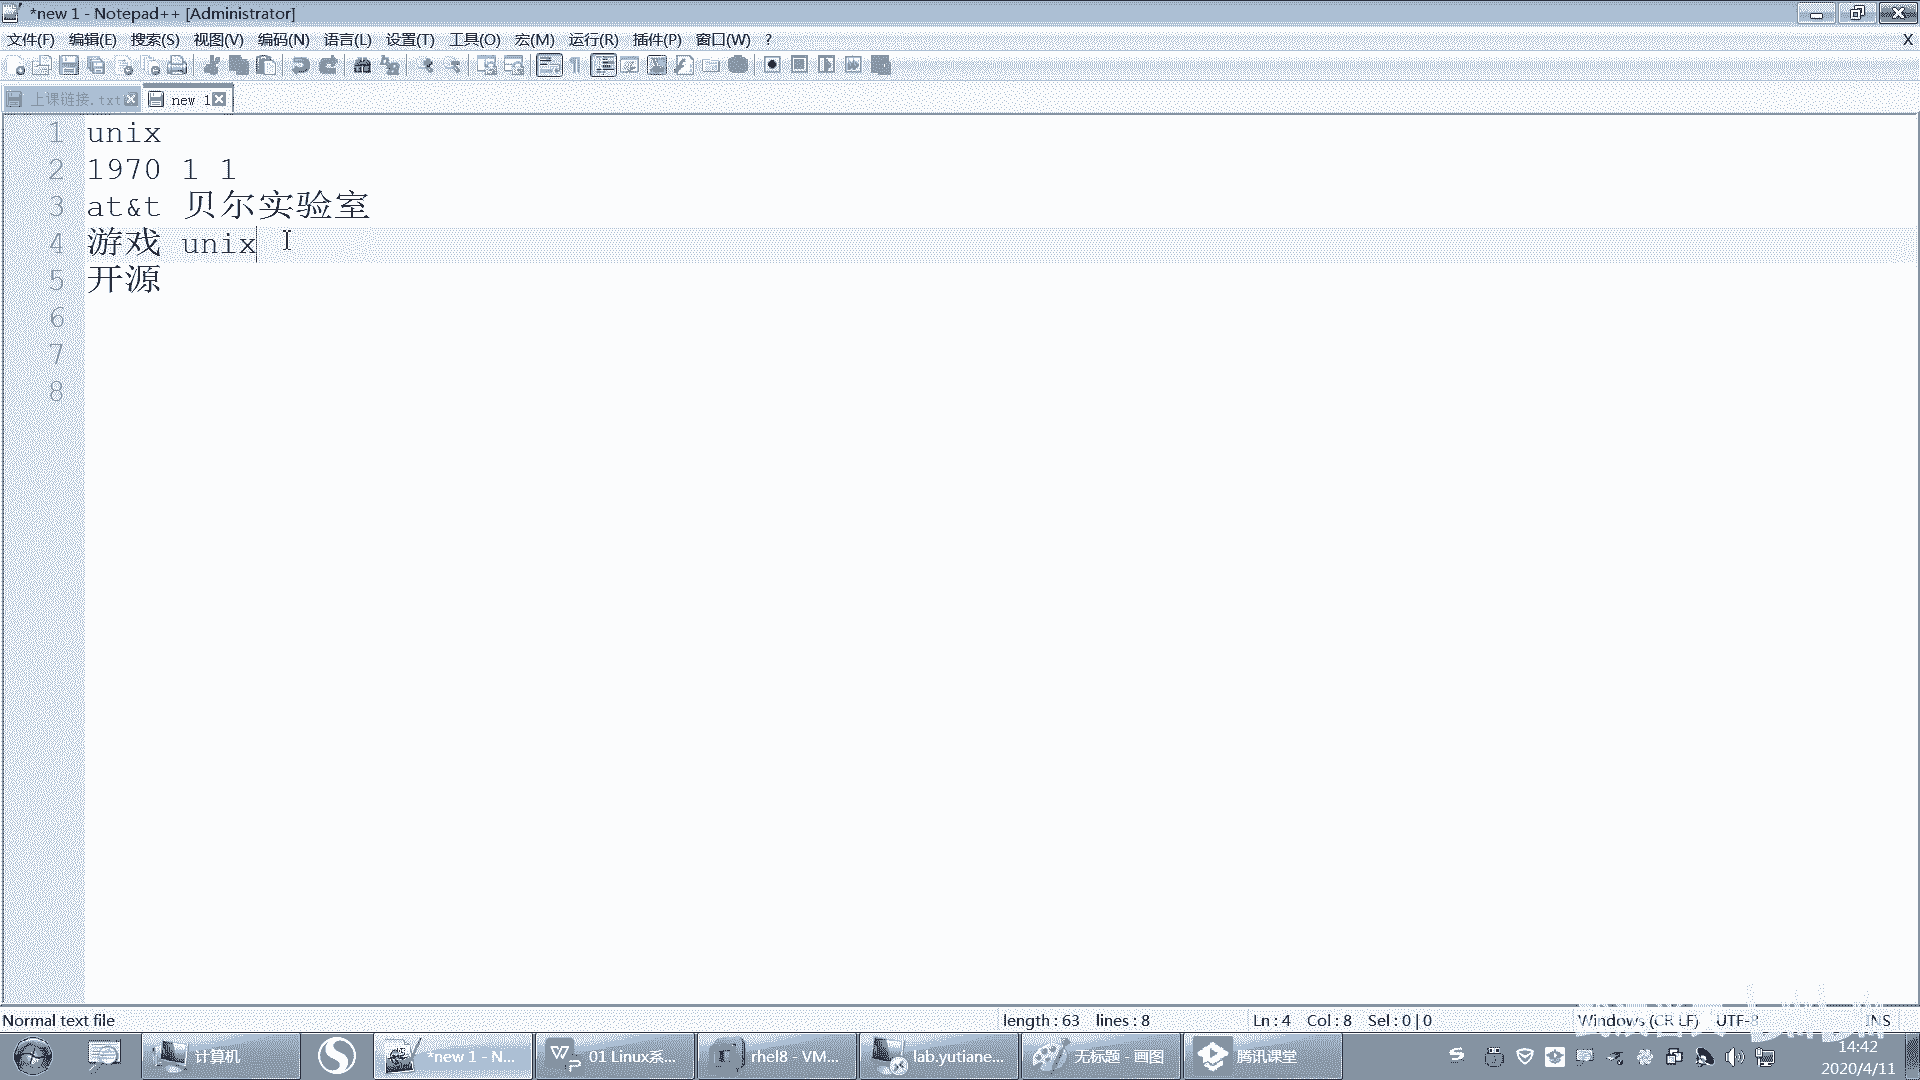 *new 1 - Notepad++ [Administrator]
文件(F) 编辑(E) 搜索(S) 视图(V) 编码(N) 语言(L) 设置(T) 工具(O) 宏(M) 运行(R) 插件(P) 窗口(W) ? X
上课链接.txt new 1
1 unix
2 1970 1 1
3 at&t 贝尔实验室
4 游戏 unix
5 开源
6
7
8
Normal text file length : 63 lines : 8 Ln : 4 Col : 8 Sel : 0 | 0 Windows (CR LF) UTF-8 INS
计算机 *new 1 - N... 01 Linux系... rhel8 - VM... lab.yutiane... 无标题 - 画图 腾讯课堂
14:42
2020/4/11